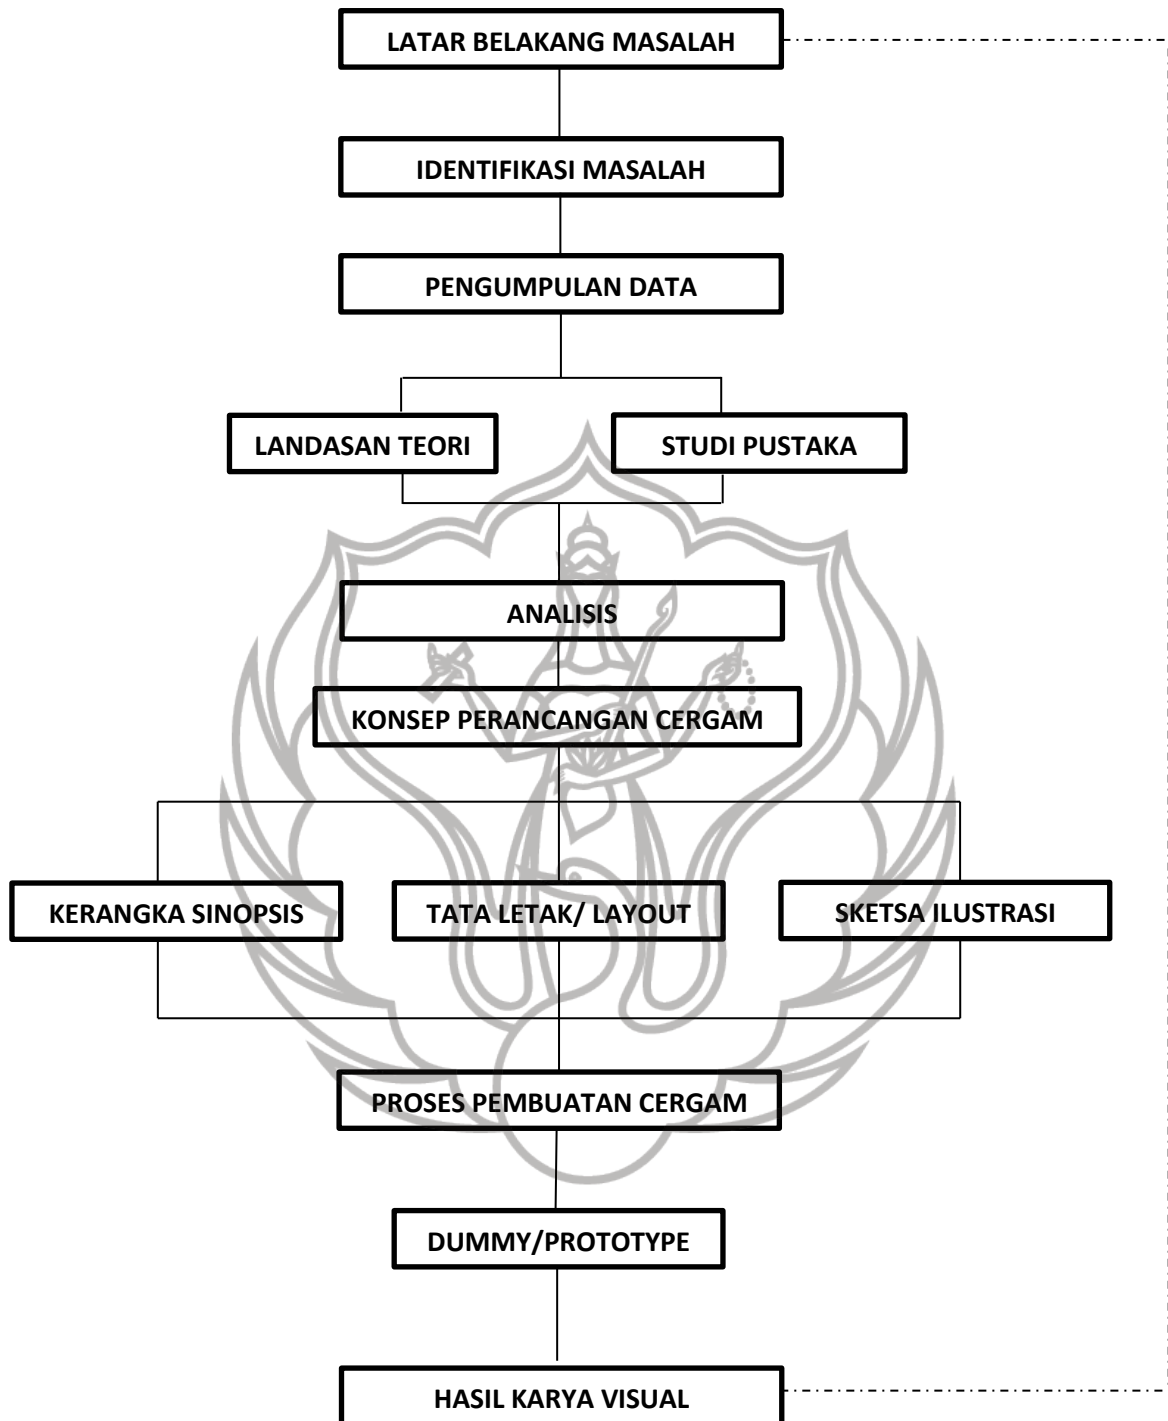 LATAR BELAKANG MASALAH
IDENTIFIKASI MASALAH
PENGUMPULAN DATA
LANDASAN TEORI
STUDI PUSTAKA
ANALISIS
KONSEP PERANCANGAN CERGAM
KERANGKA SINOPSIS
TATA LETAK/ LAYOUT
SKETSA ILUSTRASI
PROSES PEMBUATAN CERGAM
DUMMY/PROTOTYPE
HASIL KARYA VISUAL